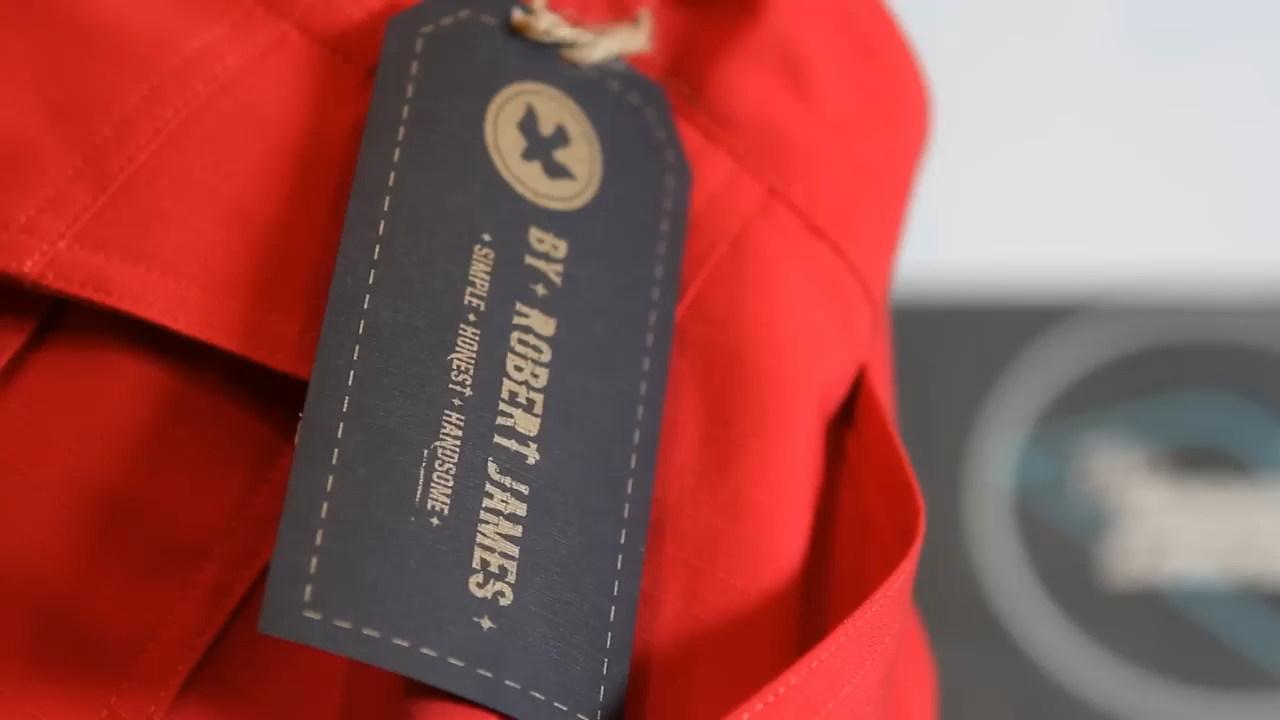 BY ✦ ROBERT JAMES ✦
✦ SIMPLE ✦ HONEST ✦ HANDSOME ✦